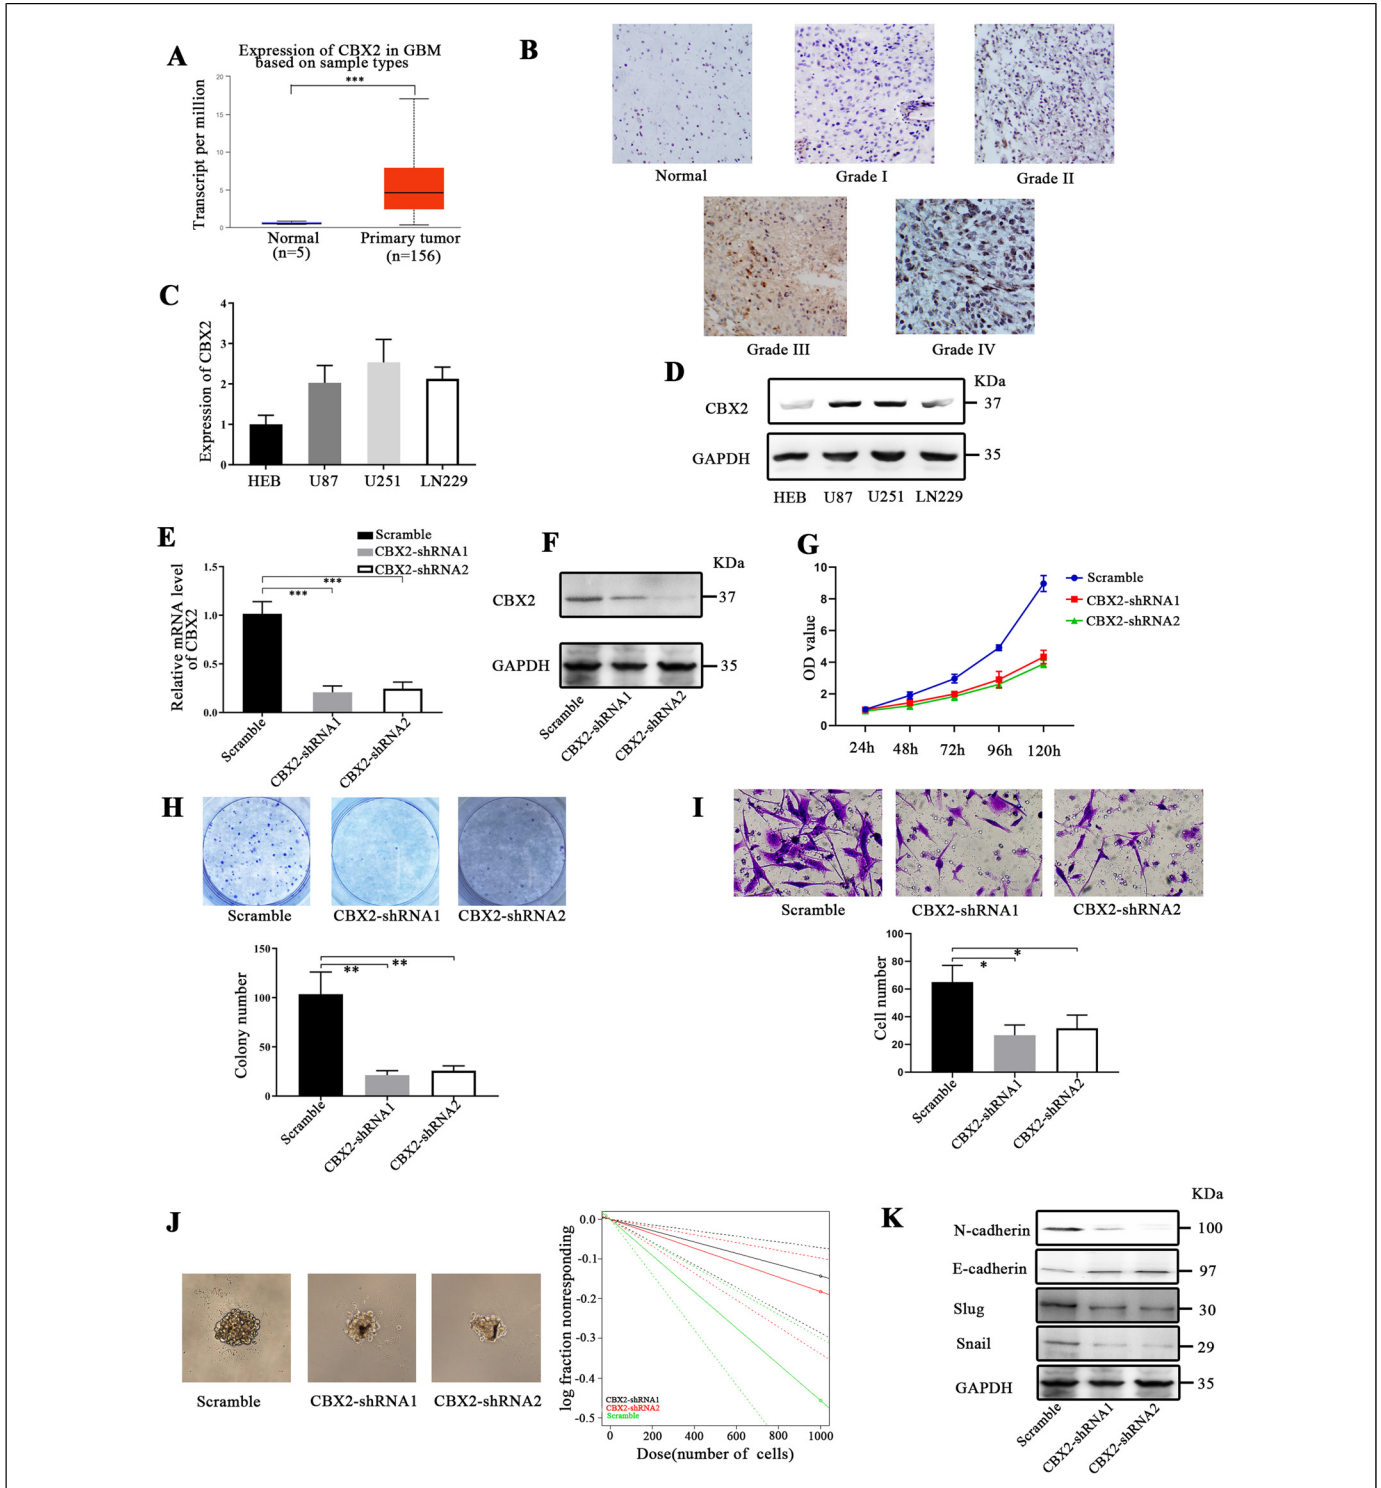 A
Expression of CBX2 in GBM
based on sample types
***
Transcript per million
20
15
10
5
0
Normal
(n=5)
Primary tumor
(n=156)
B
Normal
Grade I
Grade II
Grade III
Grade IV
C
Expression of CBX2
4
3
2
1
0
HEB
U87
U251
LN229
D
KDa
CBX2
37
GAPDH
35
HEB
U87
U251
LN229
E
Scramble
CBX2-shRNA1
CBX2-shRNA2
Relative mRNA level
of CBX2
1.5
1.0
0.5
0.0
***
***
Scramble
CBX2-shRNA1
CBX2-shRNA2
F
KDa
CBX2
37
GAPDH
35
Scramble
CBX2-shRNA1
CBX2-shRNA2
G
OD value
10
8
6
4
2
0
24h
48h
72h
96h
120h
Scramble
CBX2-shRNA1
CBX2-shRNA2
H
Scramble
CBX2-shRNA1
CBX2-shRNA2
Colony number
150
100
50
0
**
**
Scramble
CBX2-shRNA1
CBX2-shRNA2
I
Scramble
CBX2-shRNA1
CBX2-shRNA2
Cell number
100
80
60
40
20
0
*
*
Scramble
CBX2-shRNA1
CBX2-shRNA2
J
Scramble
CBX2-shRNA1
CBX2-shRNA2
log fraction nonresponding
0.0
-0.1
-0.2
-0.3
-0.4
-0.5
CBX2-shRNA1
CBX2-shRNA2
Scramble
0
200
400
600
800
1000
Dose(number of cells)
K
KDa
N-cadherin
100
E-cadherin
97
Slug
30
Snail
29
GAPDH
35
Scramble
CBX2-shRNA1
CBX2-shRNA2